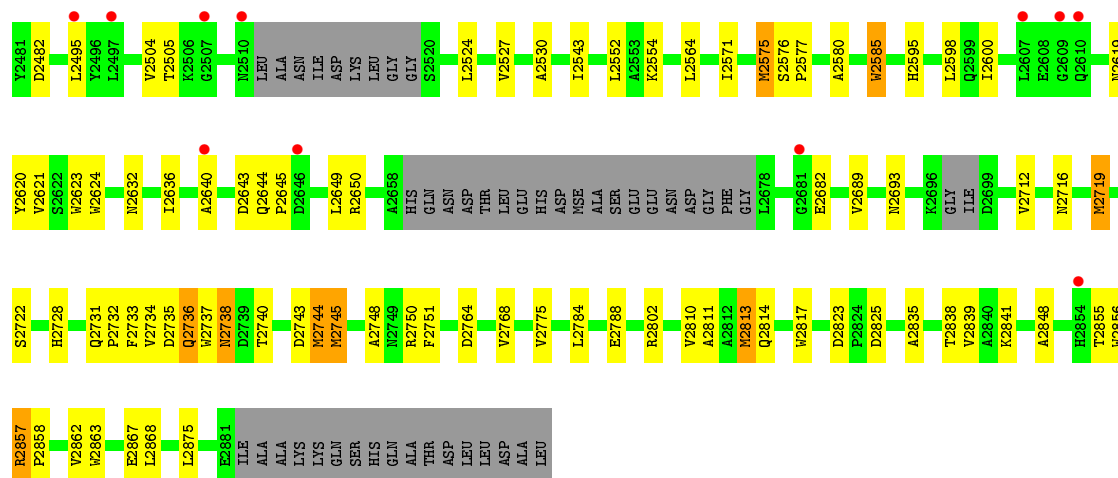 Y2481 D2482 L2495 Y2496 L2497 V2504 T2505 K2506 G2507 N2510 LEU ALA ASN ILE ASP LYS LEU GLY GLY S2520 L2524 V2527 A2530 I2543 L2552 A2553 K2554 L2564 I2571 M2575 S2576 P2577 A2580 W2585 H2595 L2598 Q2599 I2600 L2607 E2608 G2609 Q2610
Y2620 V2621 S2622 W2623 W2624 N2632 I2636 A2640 D2643 Q2644 P2645 D2646 L2649 R2650 A2658 HIS GLN ASN ASP THR LEU GLU HIS ASP MSE ALA SER GLU GLU ASN ASP GLY PHE GLY L2678 G2681 E2682 V2689 N2693 K2696 GLY ILE D2699 V2712 N2716 M2719
S2722 H2728 Q2731 P2732 F2733 V2734 D2735 Q2736 W2737 N2738 D2739 T2740 D2743 M2744 M2745 A2748 N2749 R2750 F2751 D2764 V2768 V2775 L2784 E2788 R2802 V2810 A2811 A2812 M2813 Q2814 W2817 D2823 P2824 D2825 A2835 T2838 V2839 A2840 K2841 A2848 H2854 T2855 W2856
R2857 P2858 V2862 W2863 E2867 L2868 L2875 E2881 ILE ALA ALA LYS LYS GLN SER HIS GLN ALA THR ASP LEU LEU ASP ALA LEU